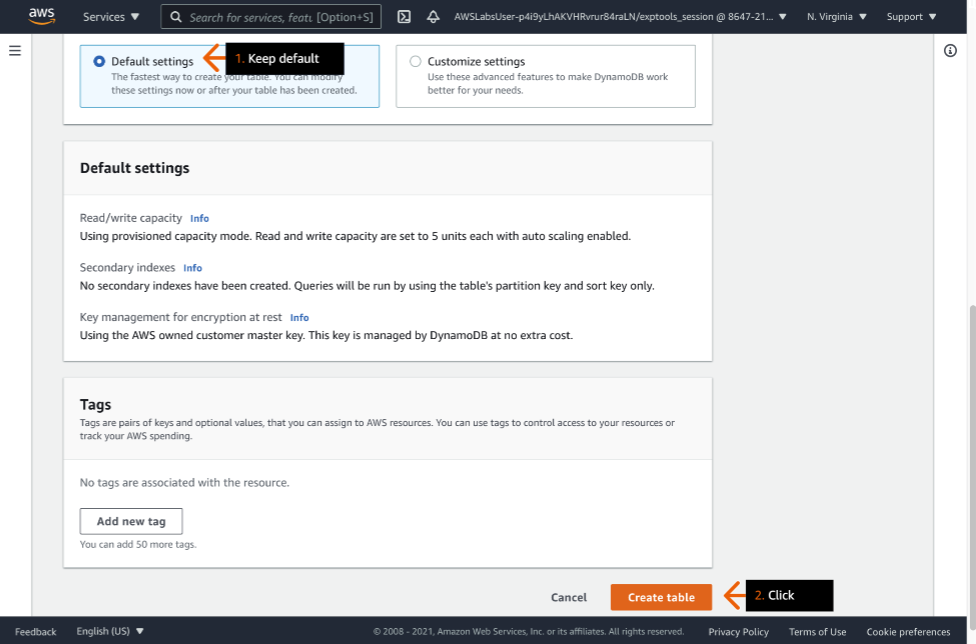 aws
Services ▼
Search for services, featu [Option+S]
AWSLabsUser-p4i9yLhAKVHRvrur84raLN/exptools_session @ 8647-21... ▼
N. Virginia ▼
Support ▼
Default settings
The fastest way to create your table. You can modify
these settings now or after your table has been created.
1. Keep default
Customize settings
Use these advanced features to make DynamoDB work
better for your needs.
Default settings
Read/write capacity Info
Using provisioned capacity mode. Read and write capacity are set to 5 units each with auto scaling enabled.
Secondary indexes Info
No secondary indexes have been created. Queries will be run by using the table's partition key and sort key only.
Key management for encryption at rest Info
Using the AWS owned customer master key. This key is managed by DynamoDB at no extra cost.
Tags
Tags are pairs of keys and optional values, that you can assign to AWS resources. You can use tags to control access to your resources or
track your AWS spending.
No tags are associated with the resource.
Add new tag
You can add 50 more tags.
Cancel
Create table
2. Click
Feedback
English (US) ▼
© 2008 - 2021, Amazon Web Services, Inc. or its affiliates. All rights reserved.
Privacy Policy
Terms of Use
Cookie preferences